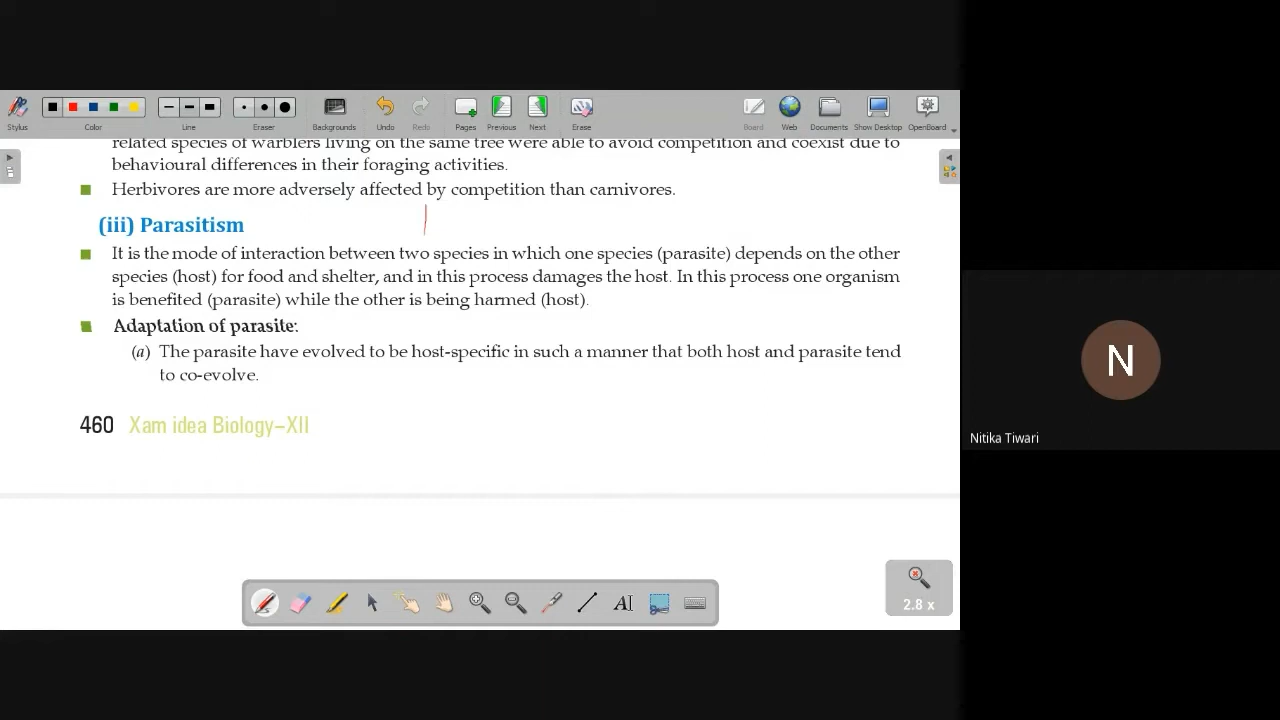 Stylus
Color
Line
Eraser
Backgrounds
Undo
Redo
Pages
Previous
Next
Erase
Board
Web
Documents
Show Desktop
OpenBoard
related species of warblers living on the same tree were able to avoid competition and coexist due to
behavioural differences in their foraging activities.
■ Herbivores are more adversely affected by competition than carnivores.
(iii) Parasitism
■ It is the mode of interaction between two species in which one species (parasite) depends on the other
species (host) for food and shelter, and in this process damages the host. In this process one organism
is benefited (parasite) while the other is being harmed (host).
■ Adaptation of parasite:
(a) The parasite have evolved to be host-specific in such a manner that both host and parasite tend
to co-evolve.
460 Xam idea Biology–XII
AI
2.8 x
N
Nitika Tiwari